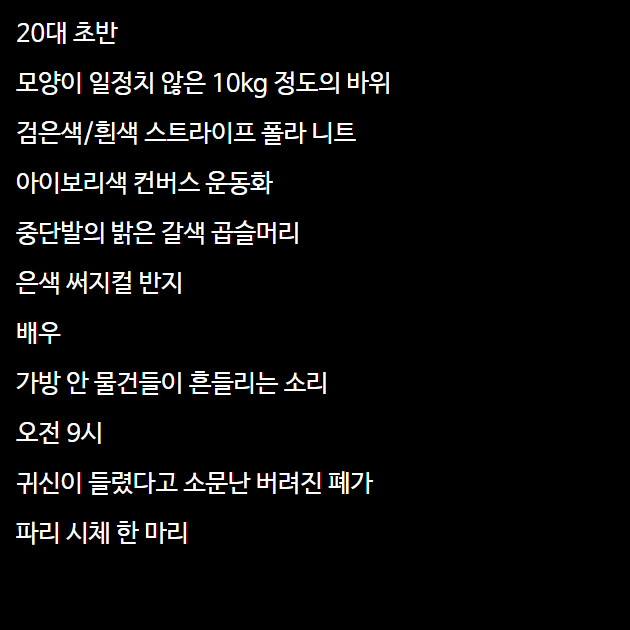 20대 초반
모양이 일정치 않은 10kg 정도의 바위
검은색/흰색 스트라이프 폴라 니트
아이보리색 컨버스 운동화
중단발의 밝은 갈색 곱슬머리
은색 써지컬 반지
배우
가방 안 물건들이 흔들리는 소리
오전 9시
귀신이 들렸다고 소문난 버려진 폐가
파리 시체 한 마리